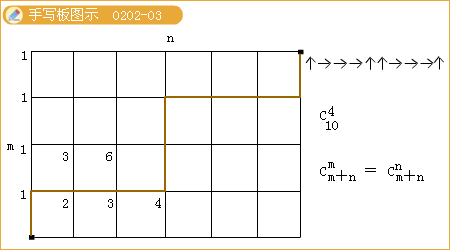 手写板图示 0202-03
n
1
↑→→→↑↑→→→↑
1
C⁴₁₀
m 1
3 6
Cᵐₘ₊ₙ = Cⁿₘ₊ₙ
1
2 3 4